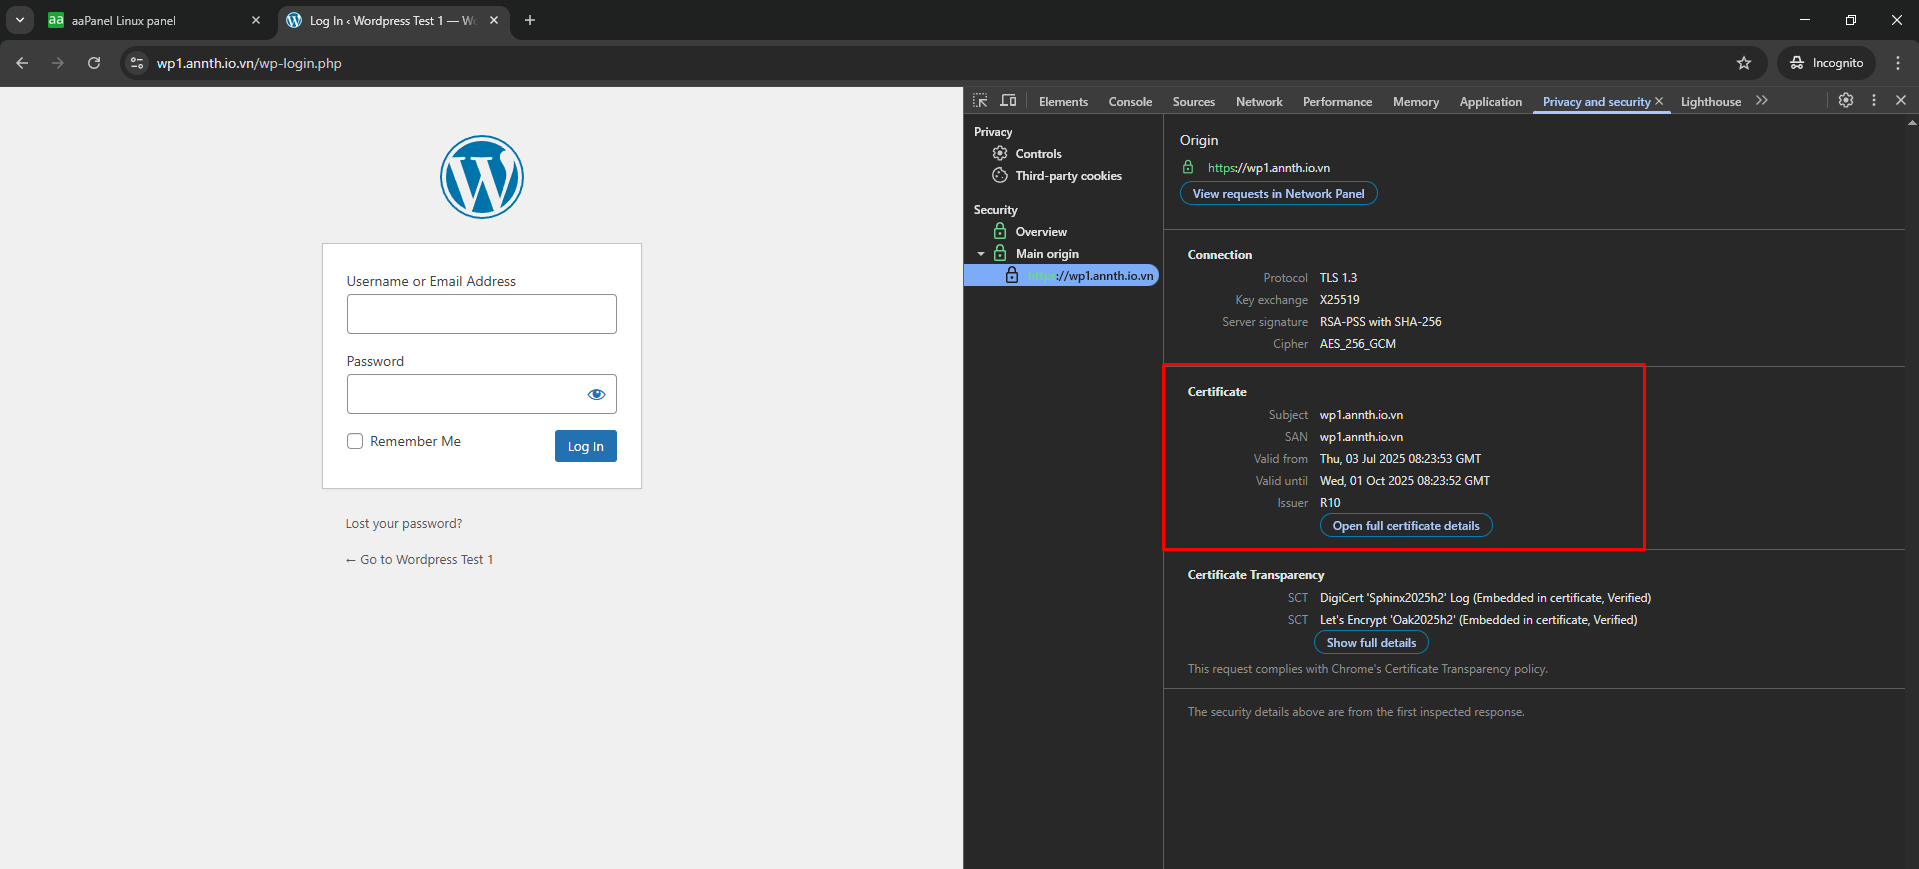 aaPanel Linux panel
Log In ‹ Wordpress Test 1 — W
wp1.annth.io.vn/wp-login.php
Incognito
Username or Email Address
Password
Remember Me
Log In
Lost your password?
← Go to Wordpress Test 1
Elements Console Sources Network Performance Memory Application Privacy and security Lighthouse
Privacy
Controls
Third-party cookies
Security
Overview
Main origin
https://wp1.annth.io.vn
Origin
https://wp1.annth.io.vn
View requests in Network Panel
Connection
Protocol TLS 1.3
Key exchange X25519
Server signature RSA-PSS with SHA-256
Cipher AES_256_GCM
Certificate
Subject wp1.annth.io.vn
SAN wp1.annth.io.vn
Valid from Thu, 03 Jul 2025 08:23:53 GMT
Valid until Wed, 01 Oct 2025 08:23:52 GMT
Issuer R10
Open full certificate details
Certificate Transparency
SCT DigiCert 'Sphinx2025h2' Log (Embedded in certificate, Verified)
SCT Let's Encrypt 'Oak2025h2' (Embedded in certificate, Verified)
Show full details
This request complies with Chrome's Certificate Transparency policy.
The security details above are from the first inspected response.